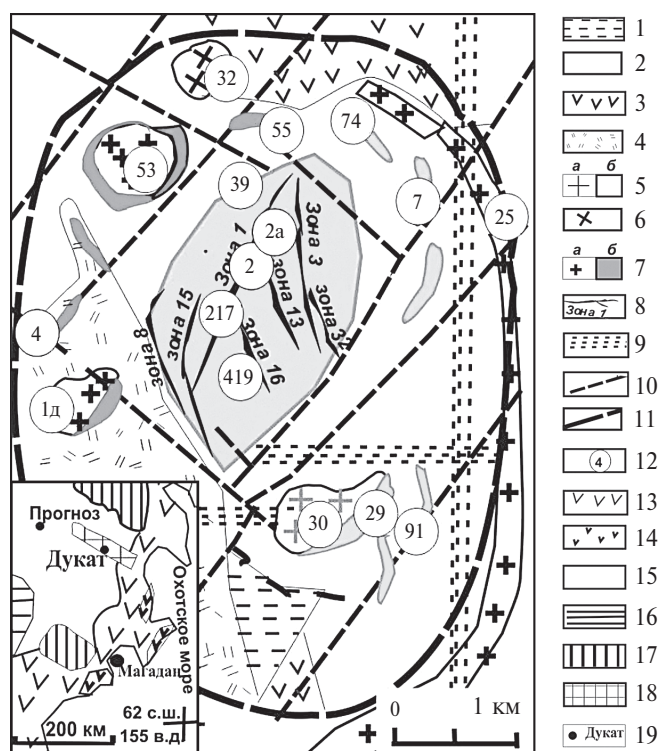 32
55
74
53
39
7
25
2а
Зона 1
Зона 3
2
4
217
Зона 15
Зона 13
Зона 32
зона 8
Зона 16
419
1д
30
29
91
Прогноз
Дукат
Охотское море
Магадан
200 км
62 с.ш.
155 в.д
0
1 км
1
2
3
4
а б
5
6
а б
7
Зона 1
8
9
10
11
4
12
13
14
15
16
17
18
Дукат
19